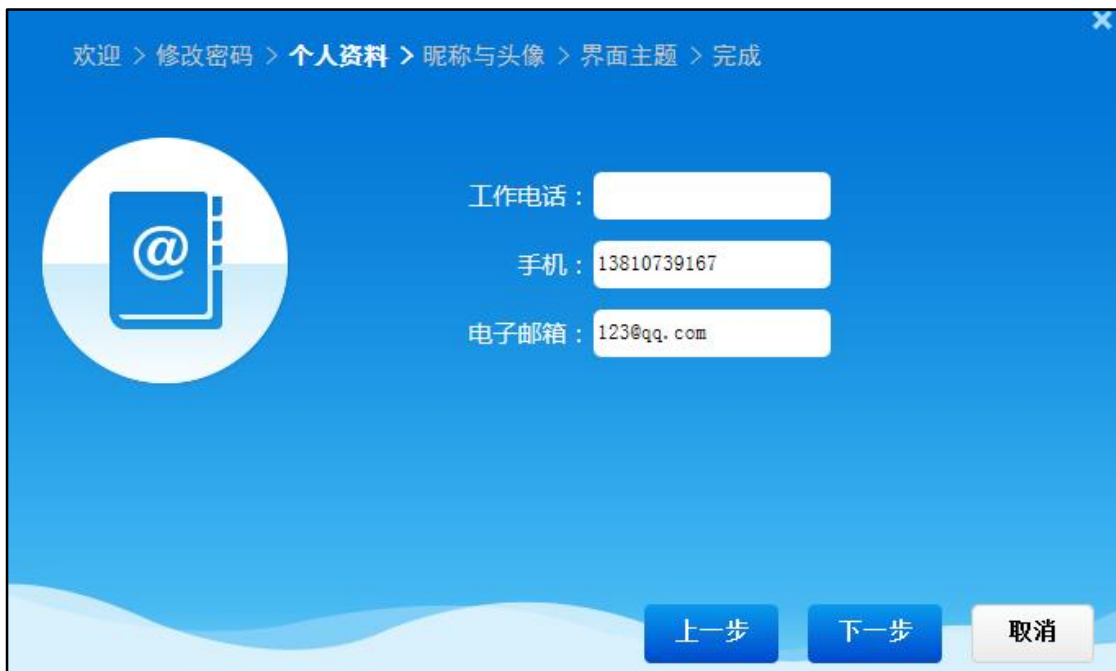 欢迎 > 修改密码 > 个人资料 > 昵称与头像 > 界面主题 > 完成
@
工作电话：
手机：13810739167
电子邮箱：123@qq.com
上一步 下一步 取消